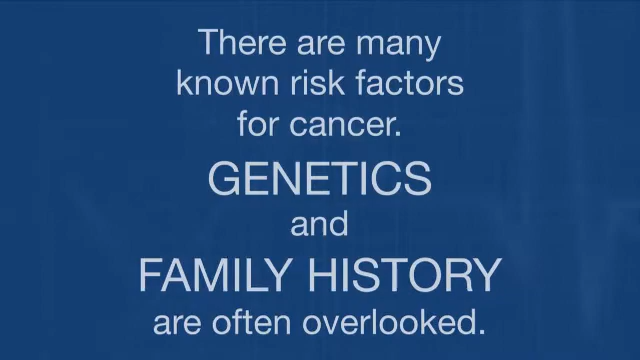 There are many
known risk factors
for cancer.
GENETICS
and
FAMILY HISTORY
are often overlooked.